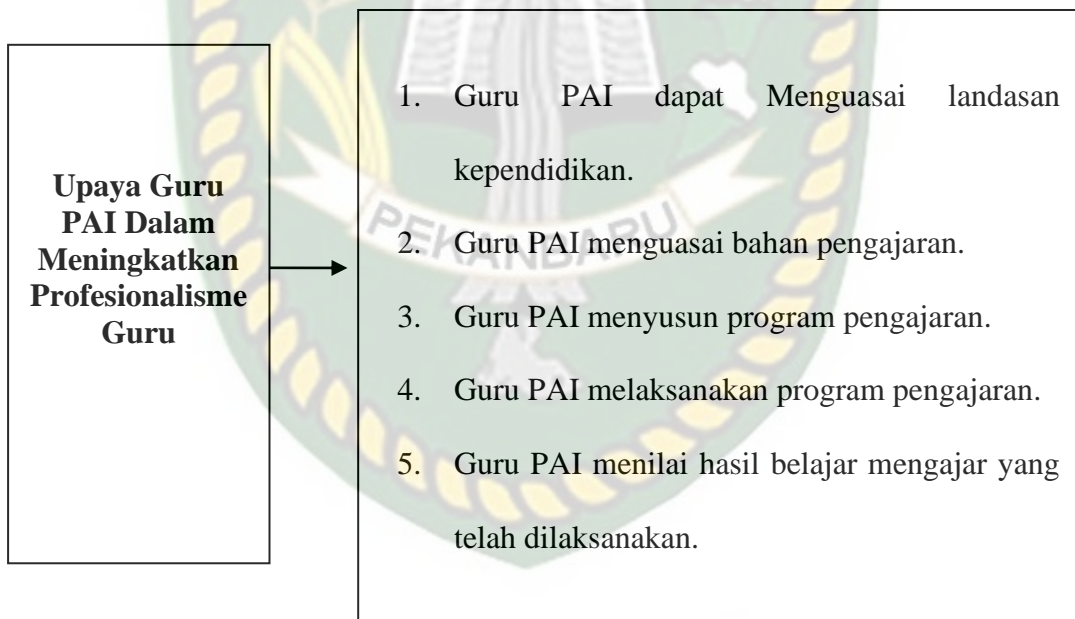 Upaya Guru
PAI Dalam
Meningkatkan
Profesionalisme
Guru
1. Guru PAI dapat Menguasai landasan
kependidikan.
2. Guru PAI menguasai bahan pengajaran.
3. Guru PAI menyusun program pengajaran.
4. Guru PAI melaksanakan program pengajaran.
5. Guru PAI menilai hasil belajar mengajar yang
telah dilaksanakan.
PEKANBARU